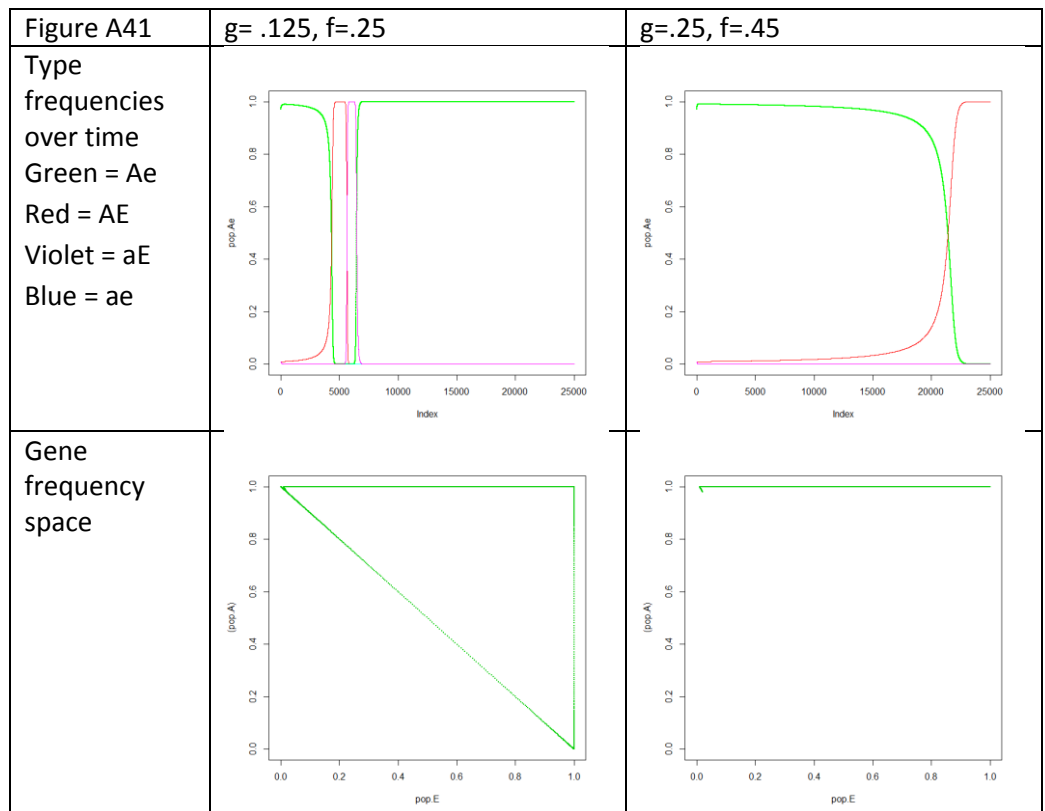 Figure A41
g= .125, f=.25
g=.25, f=.45
Type
frequencies
over time
Green = Ae
Red = AE
Violet = aE
Blue = ae
pop.Ae
1.0
0.8
0.6
0.4
0.2
0.0
0 5000 10000 15000 20000 25000
Index
pop.Ae
1.0
0.8
0.6
0.4
0.2
0.0
0 5000 10000 15000 20000 25000
Index
Gene
frequency
space
(pop.A)
1.0
0.8
0.6
0.4
0.2
0.0
0.0 0.2 0.4 0.6 0.8 1.0
pop.E
(pop.A)
1.0
0.8
0.6
0.4
0.2
0.0
0.0 0.2 0.4 0.6 0.8 1.0
pop.E